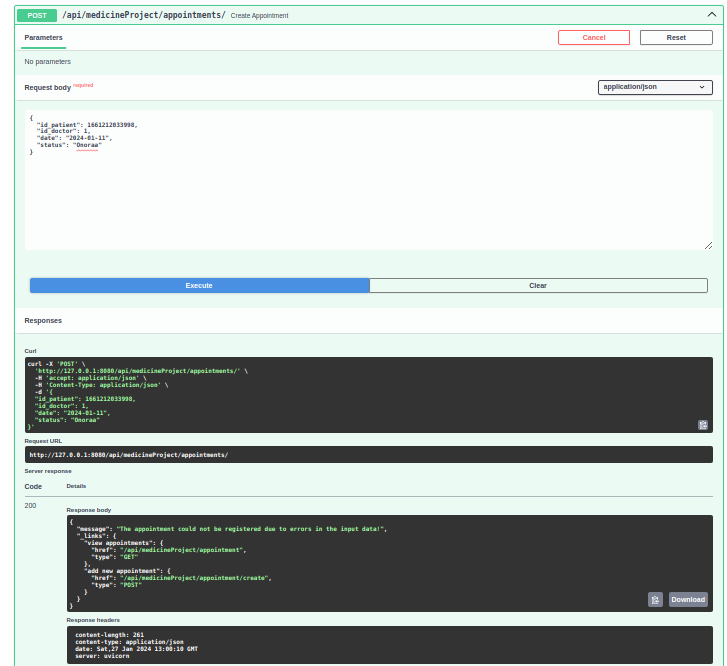 POST /api/medicineProject/appointments/ Create Appointment
Parameters Cancel Reset
No parameters
Request body required application/json
{
"id_patient": 1661212033998,
"id_doctor": 1,
"date": "2024-01-11",
"status": "Onoraa"
}
Execute Clear
Responses
Curl
curl -X 'POST' \
'http://127.0.0.1:8080/api/medicineProject/appointments/' \
-H 'accept: application/json' \
-H 'Content-Type: application/json' \
-d '{
"id_patient": 1661212033998,
"id_doctor": 1,
"date": "2024-01-11",
"status": "Onoraa"
}'
Request URL
http://127.0.0.1:8080/api/medicineProject/appointments/
Server response
Code Details
200
Response body
{
"message": "The appointment could not be registered due to errors in the input data!",
"_links": {
"view appointments": {
"href": "/api/medicineProject/appointment",
"type": "GET"
},
"add new appointment": {
"href": "/api/medicineProject/appointment/create",
"type": "POST"
}
}
}
Download
Response headers
content-length: 261
content-type: application/json
date: Sat,27 Jan 2024 13:00:10 GMT
server: uvicorn